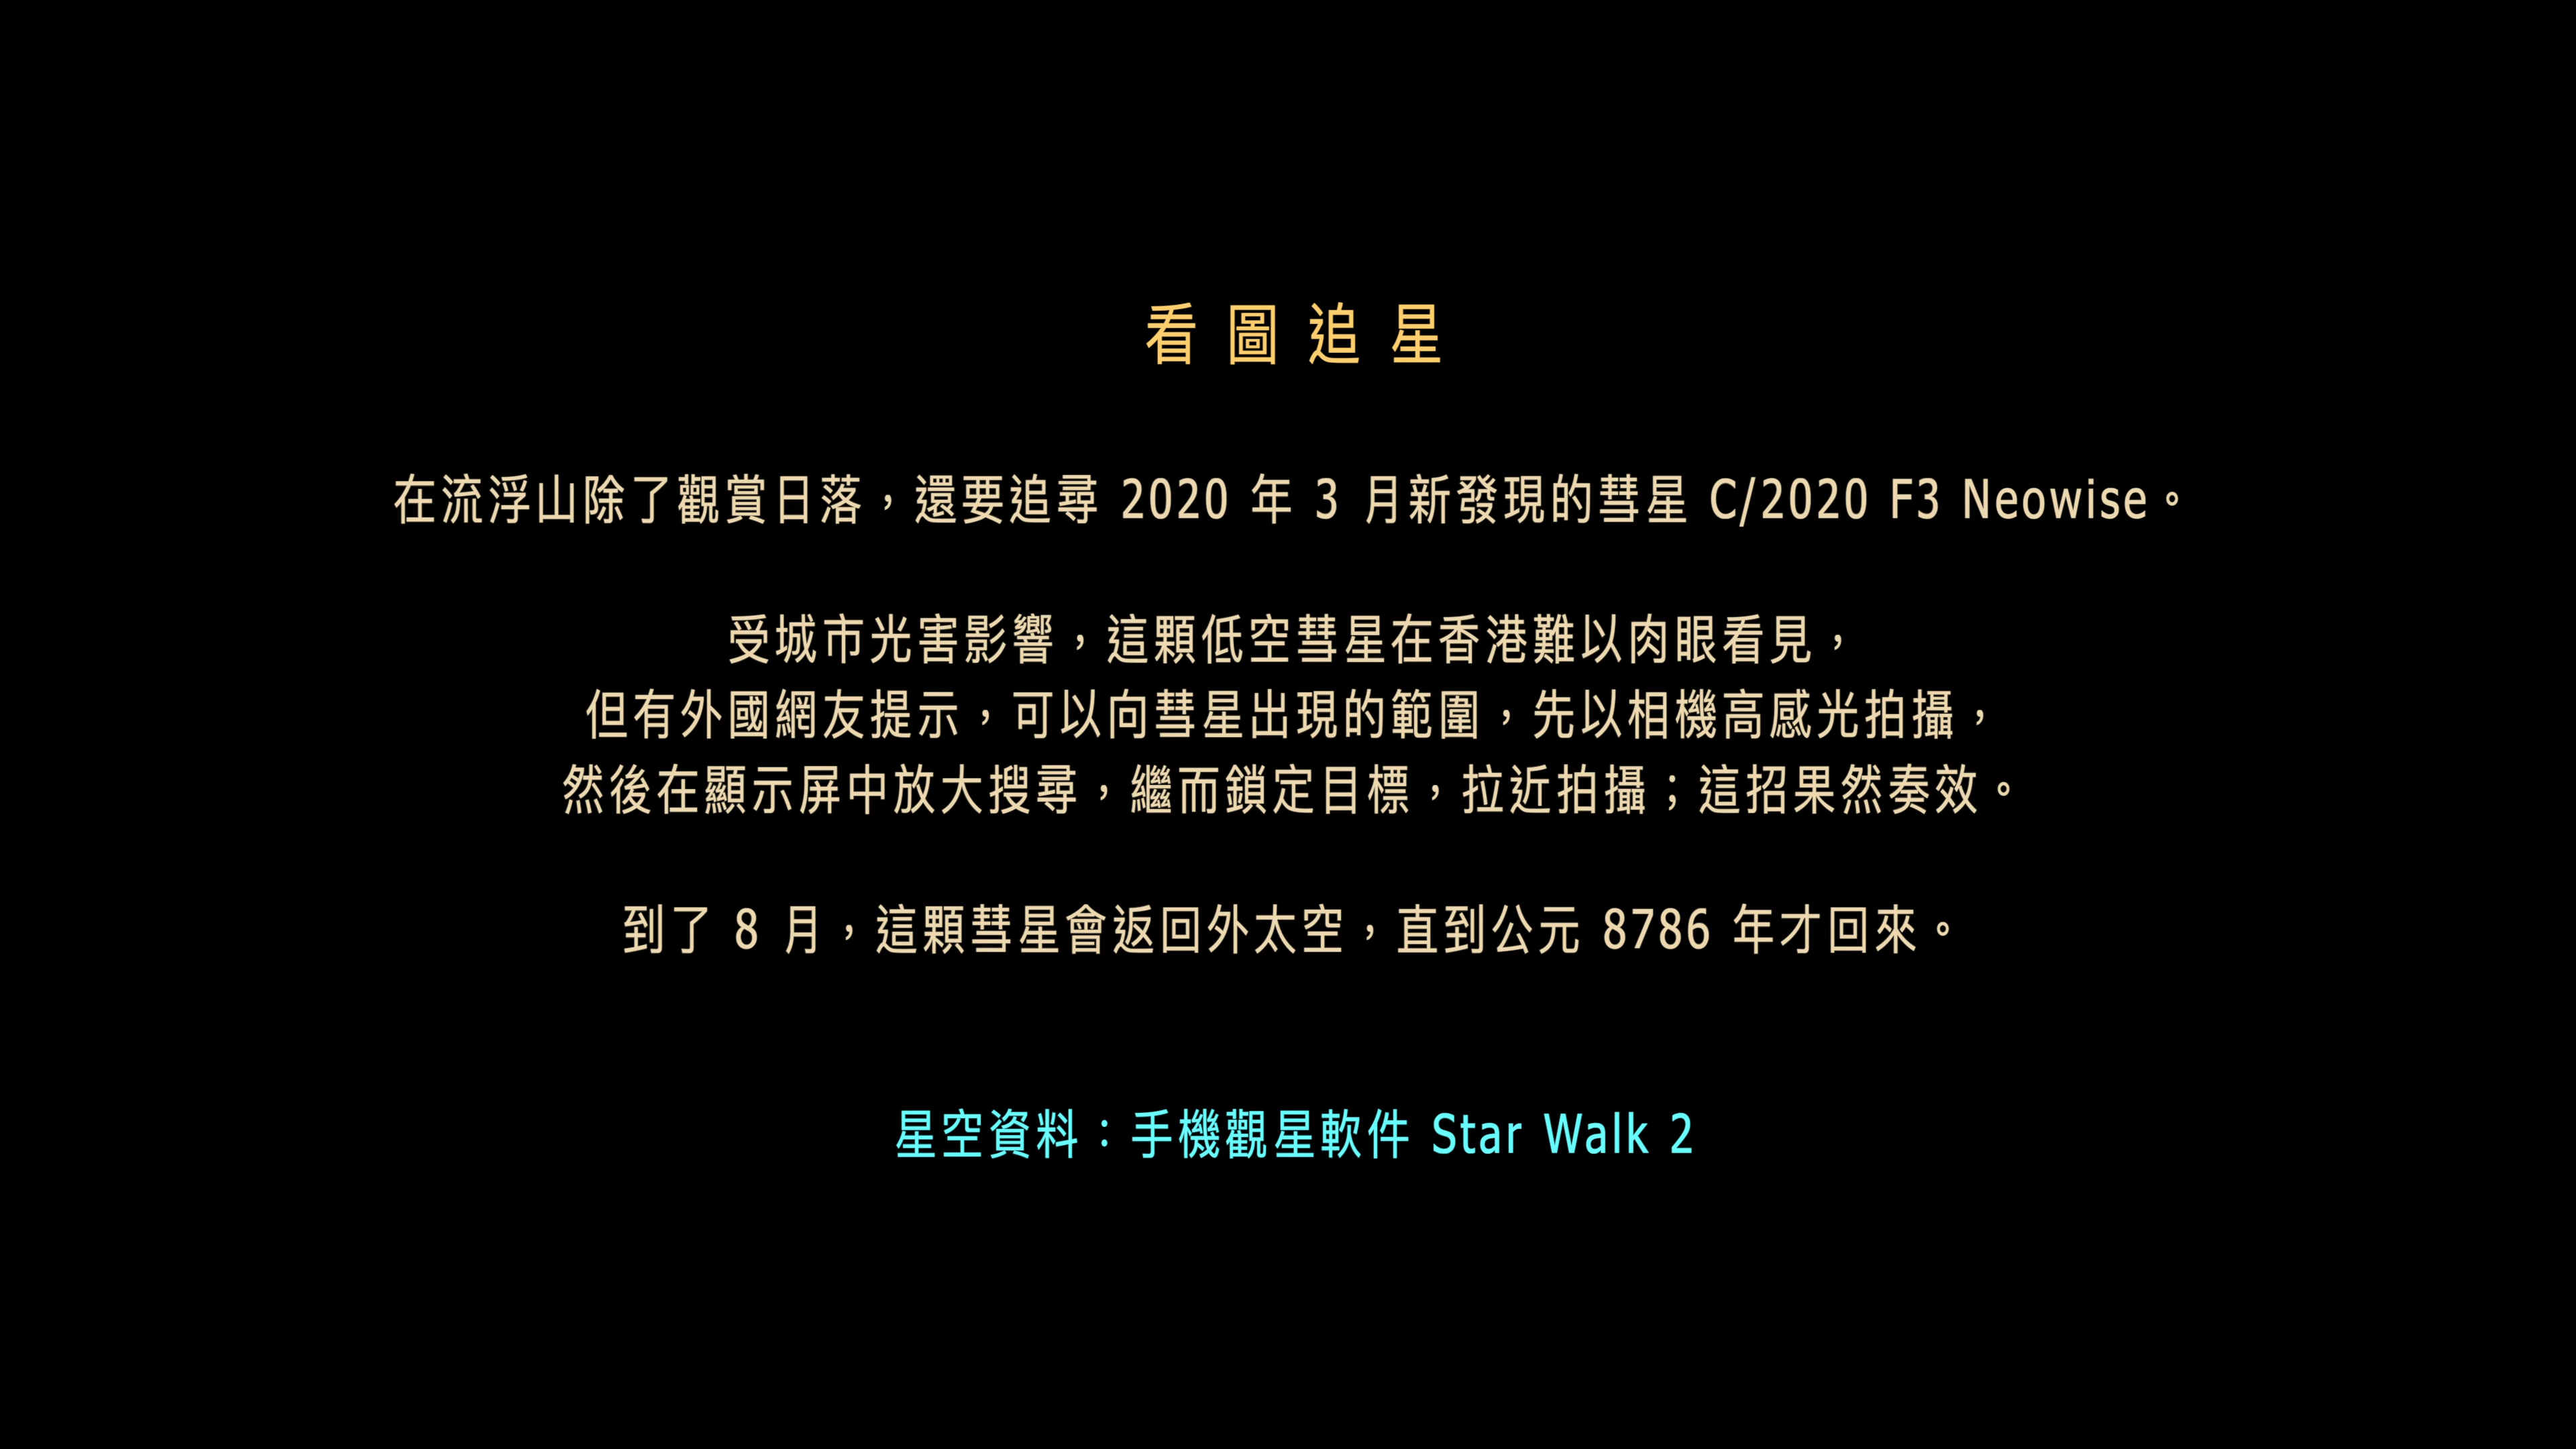 看圖追星
在流浮山除了觀賞日落，還要追尋 2020 年 3 月新發現的彗星 C/2020 F3 Neowise。
受城市光害影響，這顆低空彗星在香港難以肉眼看見，
但有外國網友提示，可以向彗星出現的範圍，先以相機高感光拍攝，
然後在顯示屏中放大搜尋，繼而鎖定目標，拉近拍攝；這招果然奏效。
到了 8 月，這顆彗星會返回外太空，直到公元 8786 年才回來。
星空資料：手機觀星軟件 Star Walk 2